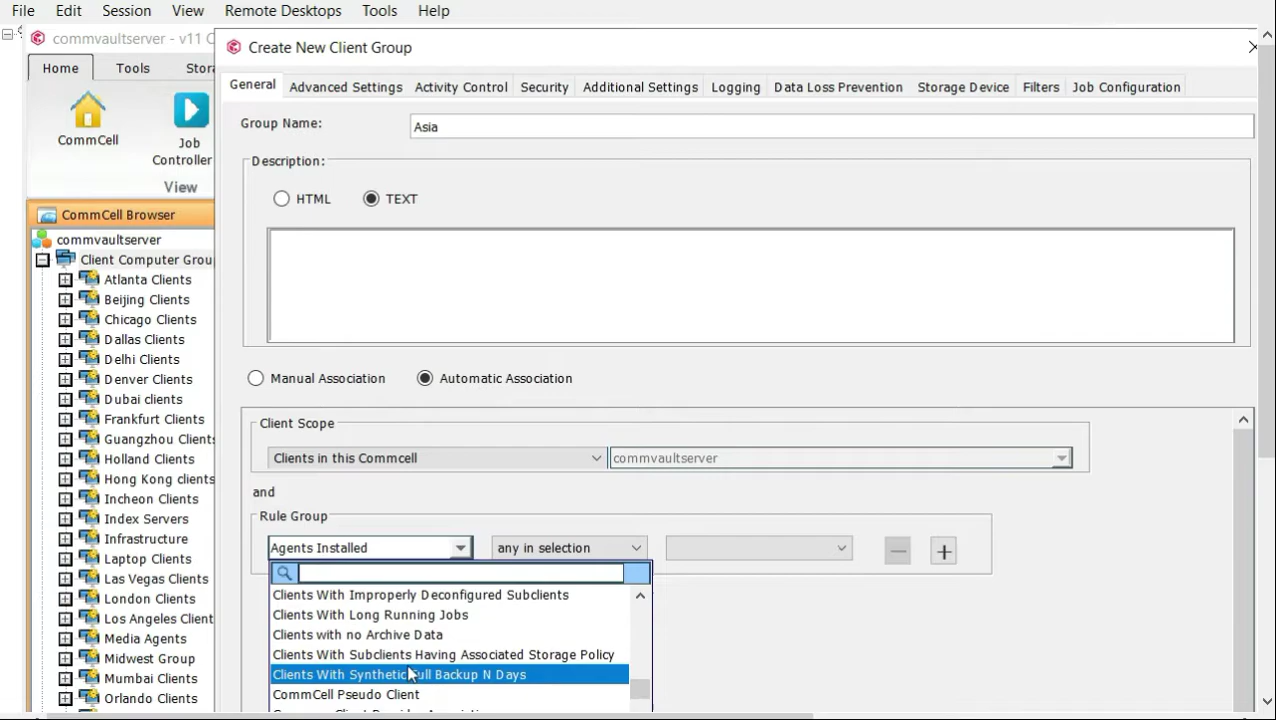 File Edit Session View Remote Desktops Tools Help
commvaultserver - v11
Create New Client Group
Home Tools
General Advanced Settings Activity Control Security Additional Settings Logging Data Loss Prevention Storage Device Filters Job Configuration
CommCell
Job
Controller
View
Group Name: Asia
Description:
HTML TEXT
CommCell Browser
commvaultserver
Client Computer
Atlanta Clients
Beijing Clients
Chicago Clients
Dallas Clients
Delhi Clients
Denver Clients
Dubai clients
Frankfurt Clients
Guangzhou Clients
Holland Clients
Hong Kong clients
Incheon Clients
Index Servers
Infrastructure
Laptop Clients
Las Vegas Clients
London Clients
Los Angeles Client
Media Agents
Midwest Group
Mumbai Clients
Orlando Clients
Manual Association Automatic Association
Client Scope
Clients in this Commcell commvaultserver
and
Rule Group
Agents Installed any in selection
Clients With Improperly Deconfigured Subclients
Clients With Long Running Jobs
Clients with no Archive Data
Clients With Subclients Having Associated Storage Policy
Clients With Synthetic Full Backup N Days
CommCell Pseudo Client